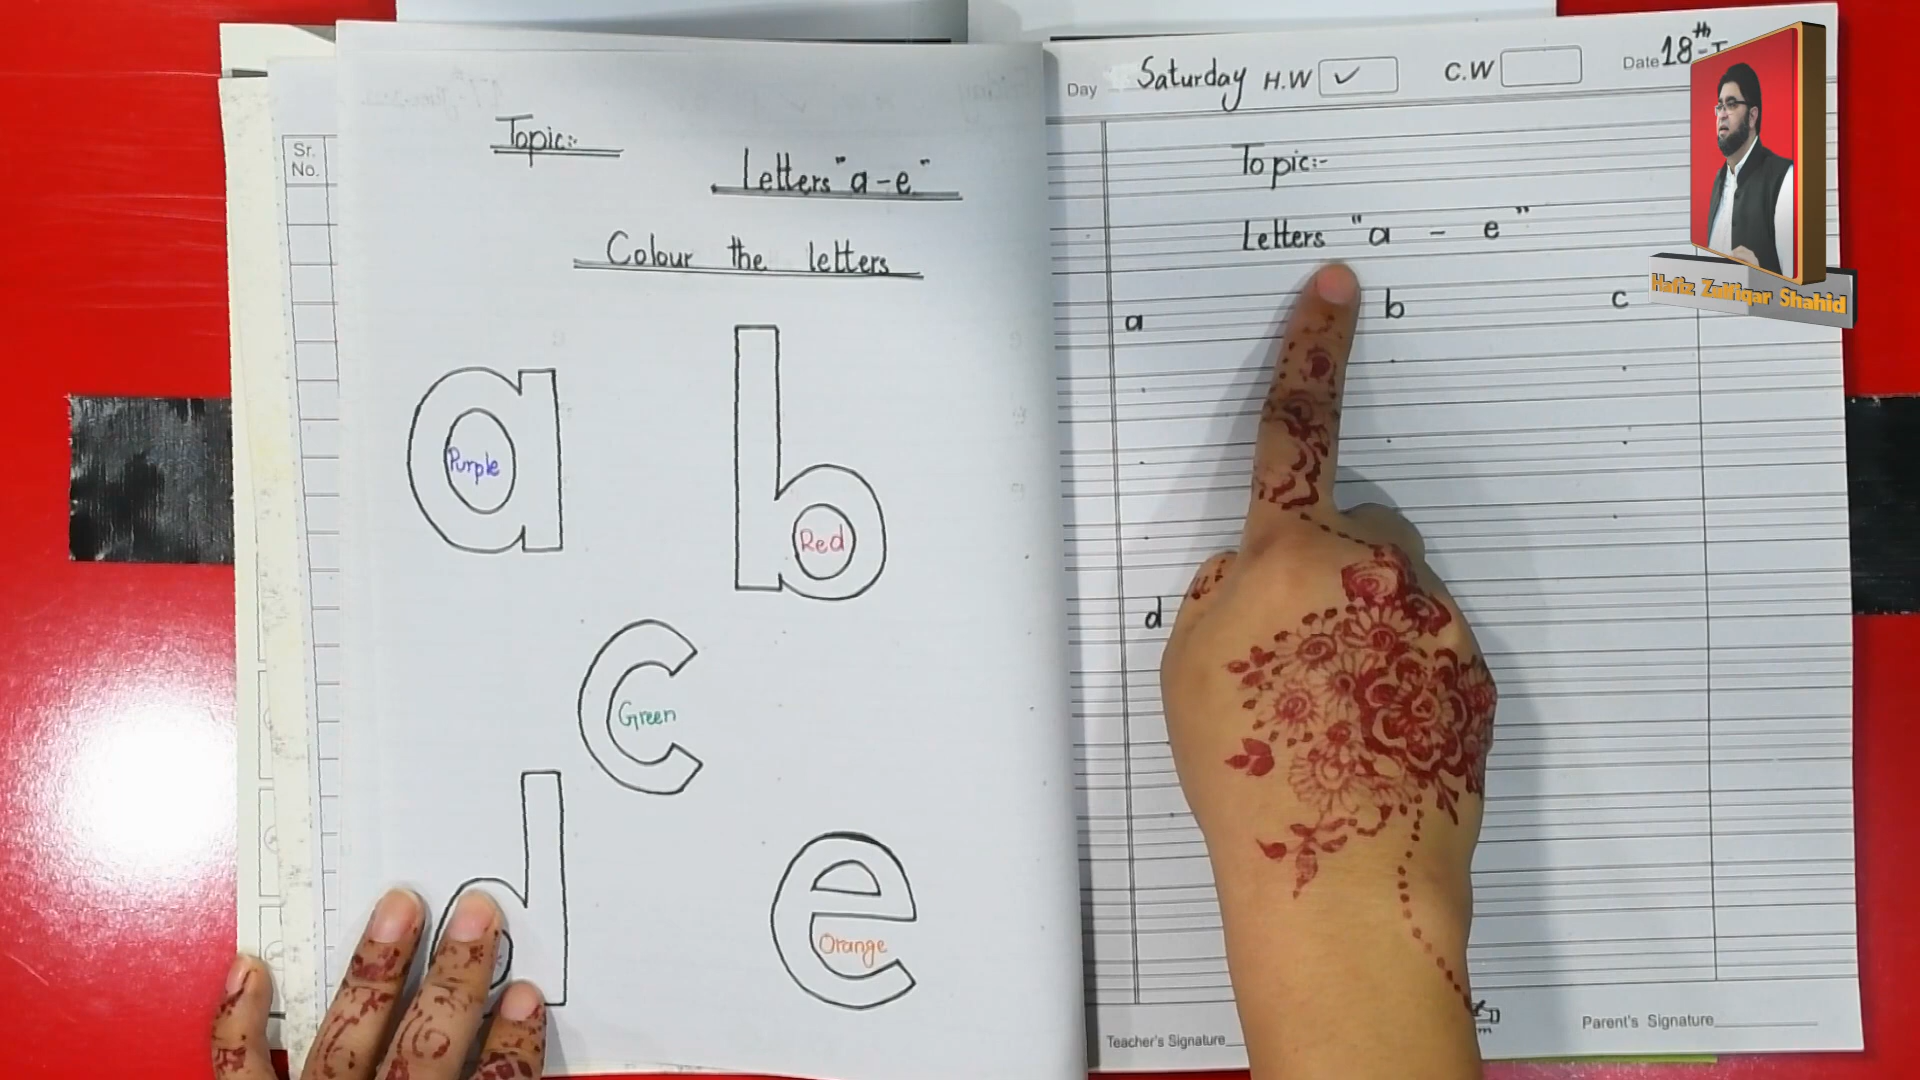 Sr.
No.
Topic:-
Letters "a-e"
Colour the letters
Purple
Red
Green
Orange
Day Saturday H.W ✓ C.W Date 18th
Topic:-
Letters "a - e"
a b c
d
Teacher's Signature
Parent's Signature
Hafiz Zulfiqar Shahid